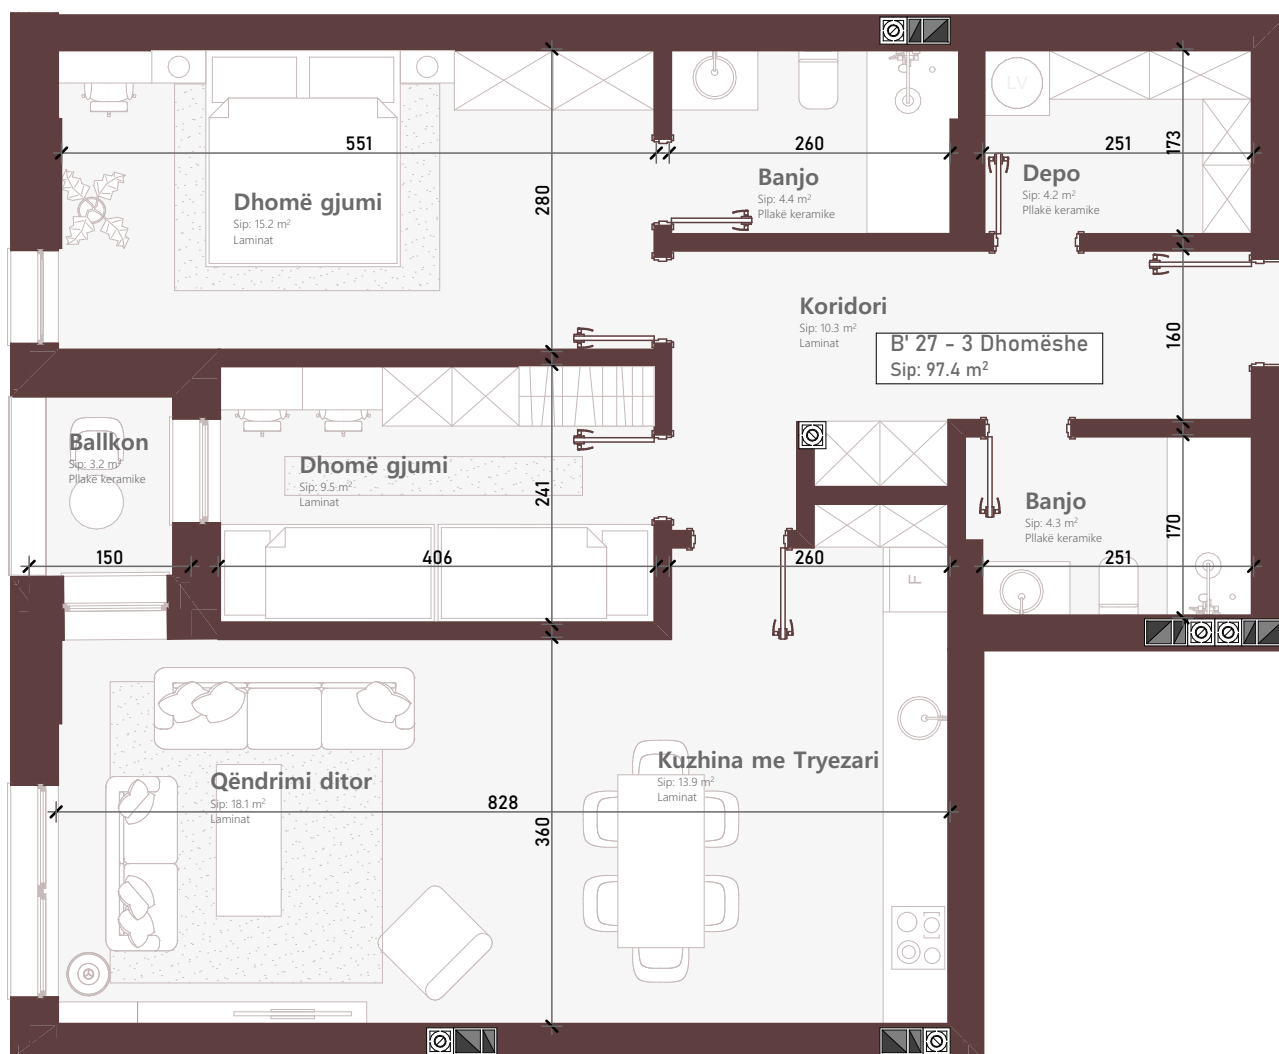 LV
551
260
251
173
Dhomë gjumi
Sip: 15.2 m²
Laminat
280
Banjo
Sip: 4.4 m²
Pllakë keramike
Depo
Sip: 4.2 m²
Pllakë keramike
Koridori
Sip: 10.3 m²
Laminat
B' 27 - 3 Dhomëshe
Sip: 97.4 m²
160
Ballkon
Sip: 3.2 m²
Pllakë keramike
Dhomë gjumi
Sip: 9.5 m²
Laminat
241
Banjo
Sip: 4.3 m²
Pllakë keramike
170
150
406
260
251
F
Qëndrimi ditor
Sip: 18.1 m²
Laminat
Kuzhina me Tryezari
Sip: 13.9 m²
Laminat
828
360